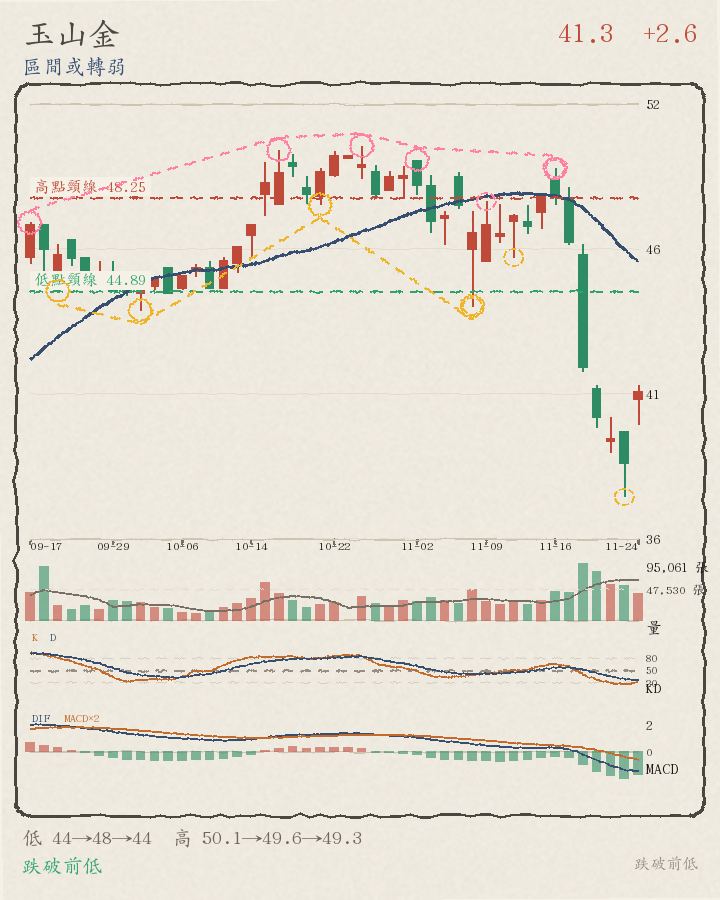 玉山金
41.3 +2.6
區間或轉弱
52
高點頸線 48.25
46
低點頸線 44.89
41
36
09-17 09-29 10-06 10-14 10-22 11-02 11-09 11-16 11-24
95,061 張
47,530 張
量
K D
80
50
20
KD
DIF MACD×2
2
0
MACD
低 44→48→44 高 50.1→49.6→49.3
跌破前低
跌破前低